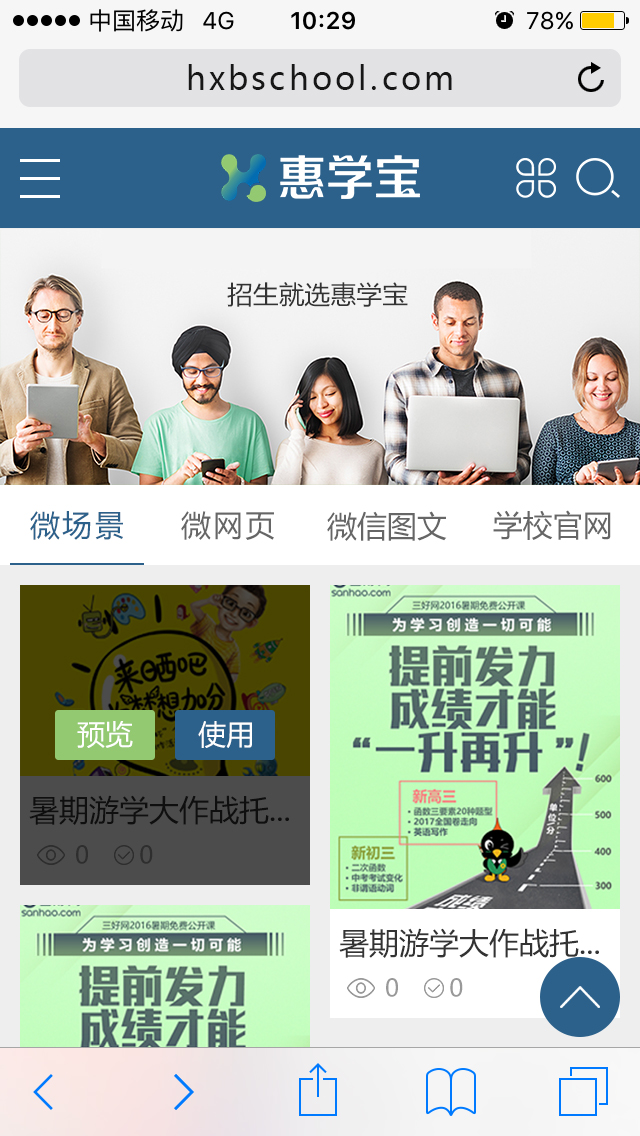 中国移动 4G 10:29 78%
hxbschool.com
惠学宝
招生就选惠学宝
微场景 微网页 微信图文 学校官网
来晒吧
梦想加分
预览 使用
暑期游学大作战托...
0 0
sanhao.com
三好网2016暑期免费公开课
为学习创造一切可能
提前发力
成绩才能
“一升再升”!
600
500
400
300
单位/分
新高三
• 函数三要素20种题型
• 2017全国卷走向
• 英语写作
新初三
• 二次函数
• 中考考试变化
• 非谓语动词
暑期游学大作战托...
0 0
sanhao.com
三好网2016暑期免费公开课
为学习创造一切可能
提前发力
成绩才能